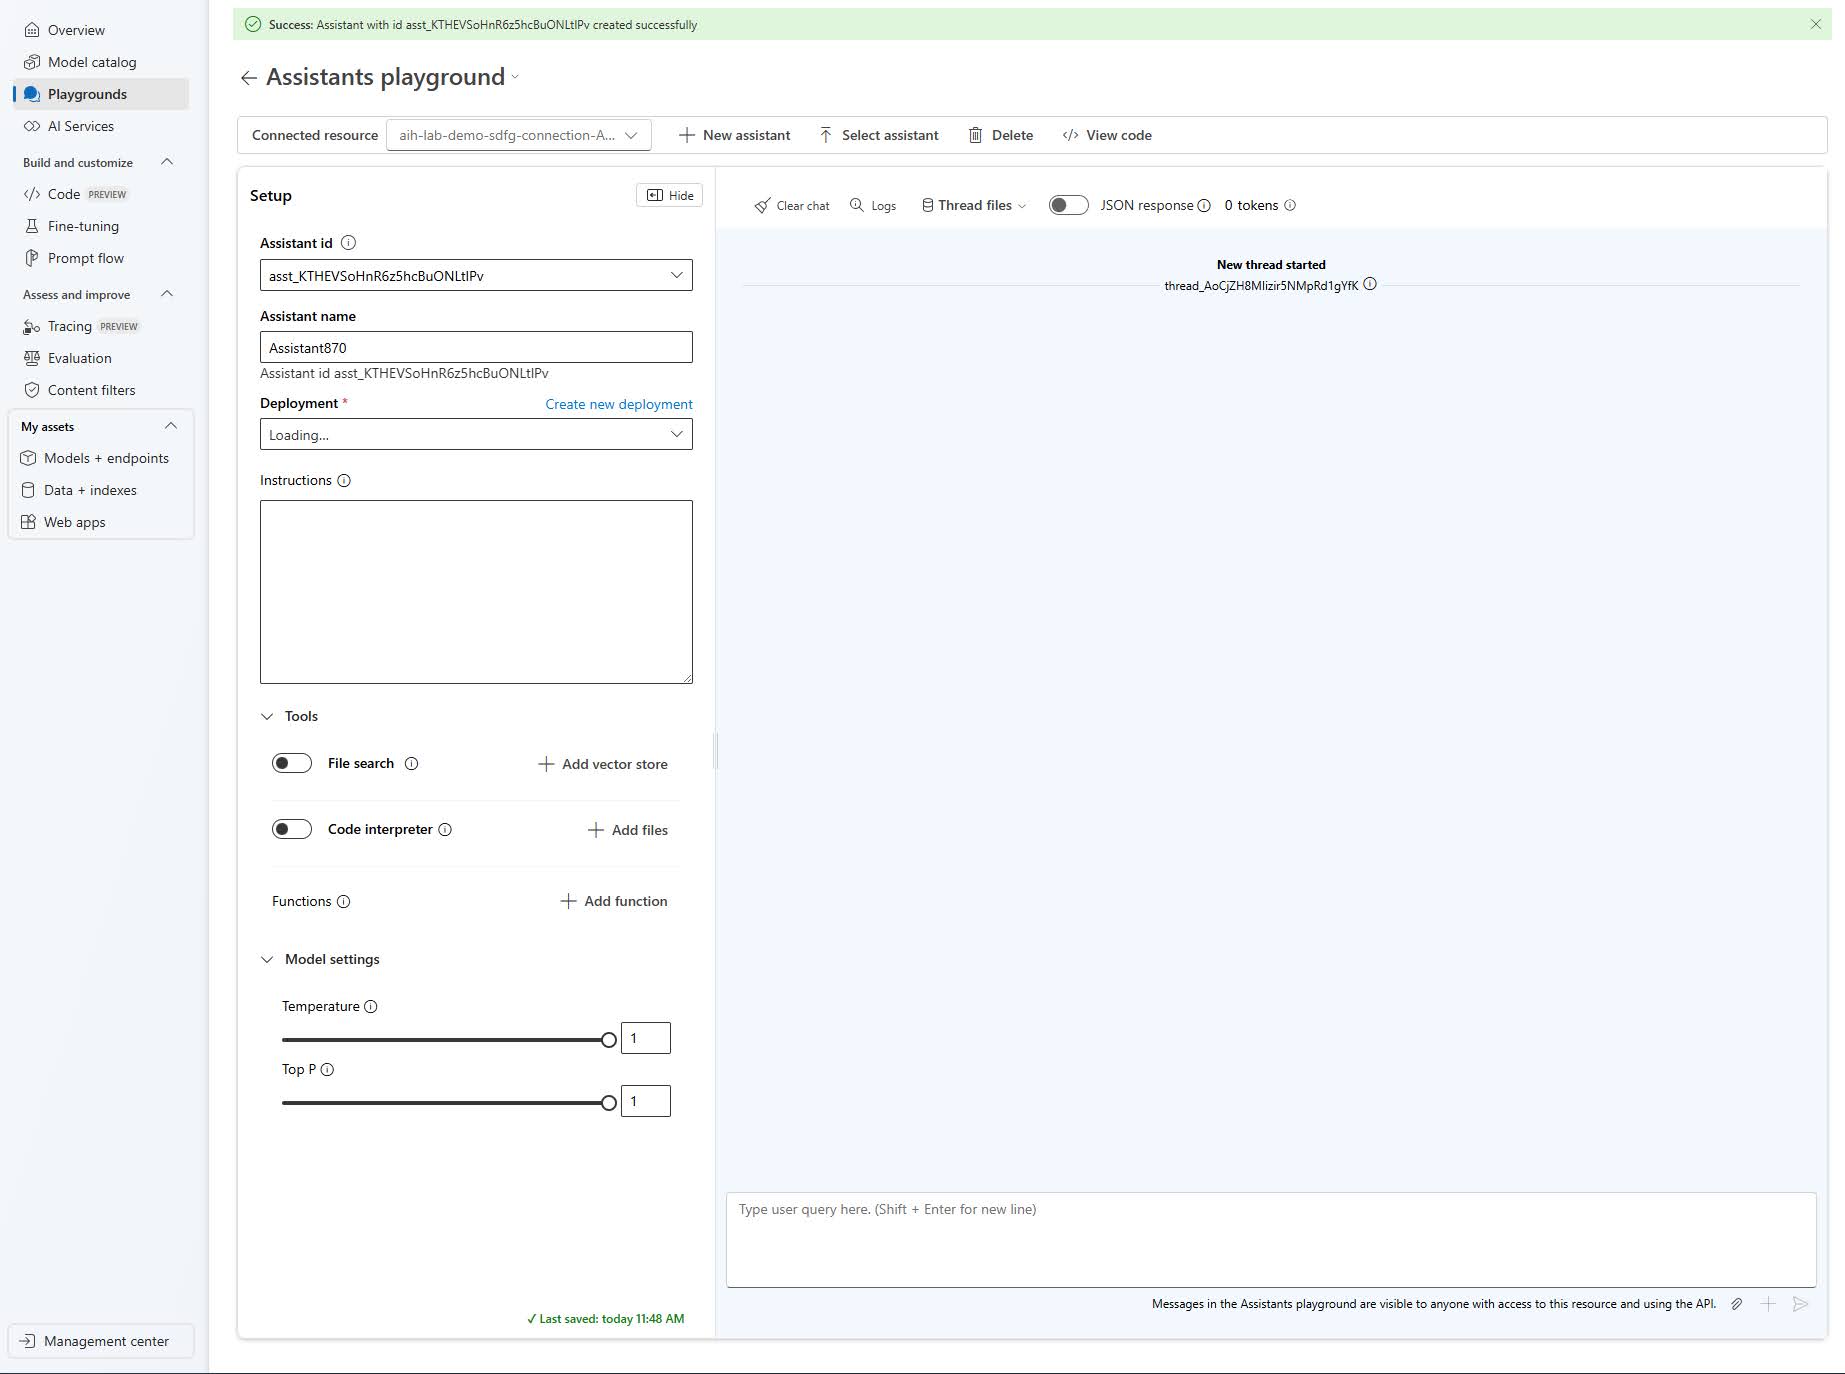 Overview
Model catalog
Playgrounds
AI Services
Build and customize
Code PREVIEW
Fine-tuning
Prompt flow
Assess and improve
Tracing PREVIEW
Evaluation
Content filters
My assets
Models + endpoints
Data + indexes
Web apps
Management center
Success: Assistant with id asst_KTHEVSoHnR6z5hcBuONLtIPv created successfully
Assistants playground
Connected resource aih-lab-demo-sdfg-connection-A... New assistant Select assistant Delete View code
Setup Hide
Assistant id
asst_KTHEVSoHnR6z5hcBuONLtIPv
Assistant name
Assistant870
Assistant id asst_KTHEVSoHnR6z5hcBuONLtIPv
Deployment * Create new deployment
Loading...
Instructions
Tools
File search Add vector store
Code interpreter Add files
Functions Add function
Model settings
Temperature
1
Top P
1
✓ Last saved: today 11:48 AM
Clear chat Logs Thread files JSON response 0 tokens
New thread started
thread_AoCjZH8MIizir5NMpRd1gYfK
Type user query here. (Shift + Enter for new line)
Messages in the Assistants playground are visible to anyone with access to this resource and using the API.